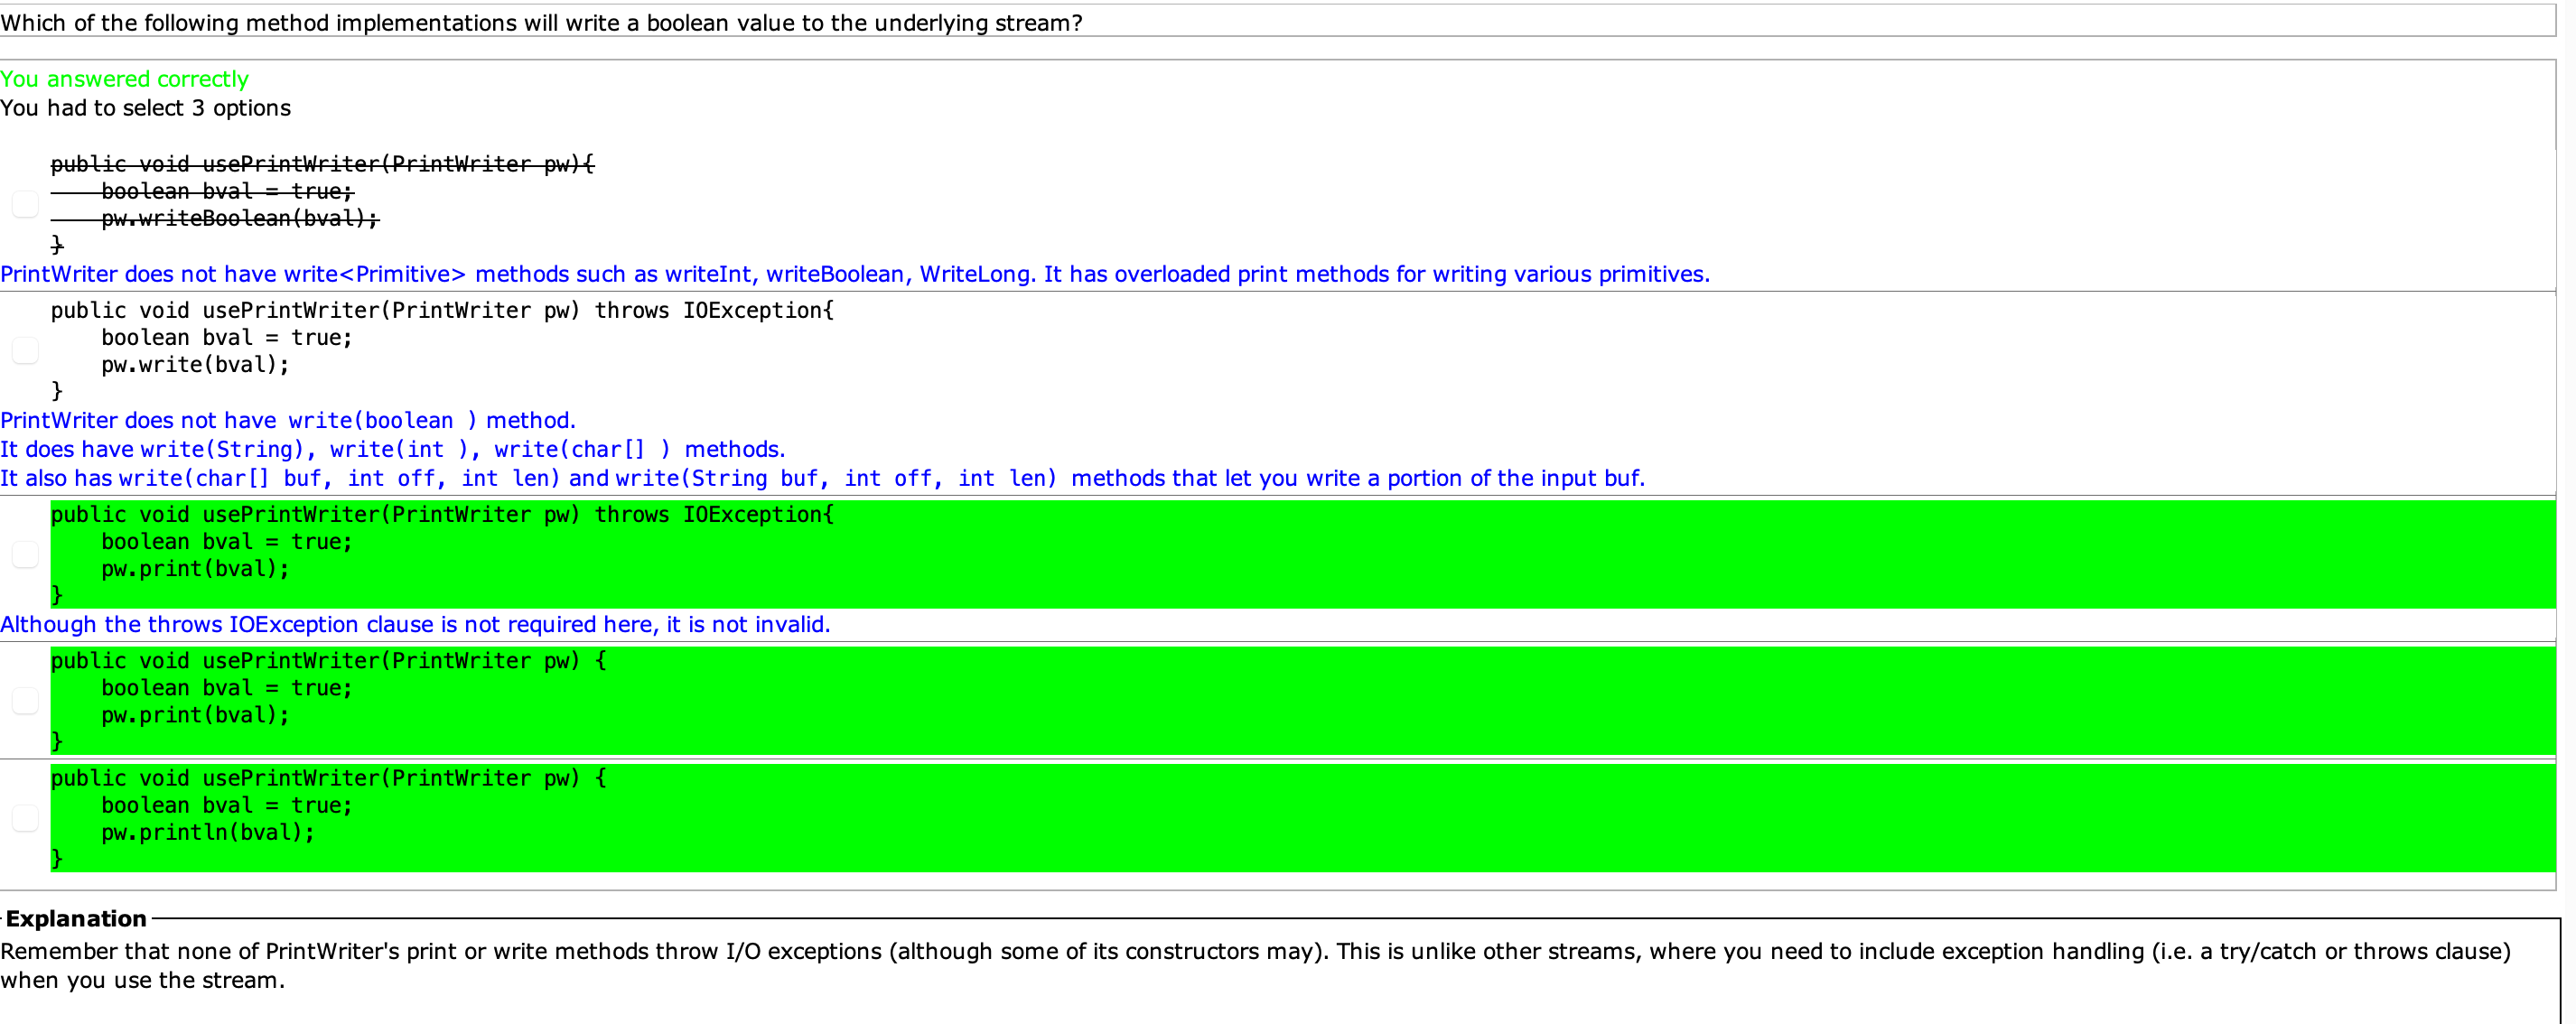 Which of the following method implementations will write a boolean value to the underlying stream?
You answered correctly
You had to select 3 options
public void usePrintWriter(PrintWriter pw){
    boolean bval = true;
    pw.writeBoolean(bval);
}
PrintWriter does not have write<Primitive> methods such as writeInt, writeBoolean, WriteLong. It has overloaded print methods for writing various primitives.
public void usePrintWriter(PrintWriter pw) throws IOException{
    boolean bval = true;
    pw.write(bval);
}
PrintWriter does not have write(boolean ) method.
It does have write(String), write(int ), write(char[] ) methods.
It also has write(char[] buf, int off, int len) and write(String buf, int off, int len) methods that let you write a portion of the input buf.
public void usePrintWriter(PrintWriter pw) throws IOException{
    boolean bval = true;
    pw.print(bval);
}
Although the throws IOException clause is not required here, it is not invalid.
public void usePrintWriter(PrintWriter pw) {
    boolean bval = true;
    pw.print(bval);
}
public void usePrintWriter(PrintWriter pw) {
    boolean bval = true;
    pw.println(bval);
}
Explanation
Remember that none of PrintWriter's print or write methods throw I/O exceptions (although some of its constructors may). This is unlike other streams, where you need to include exception handling (i.e. a try/catch or throws clause)
when you use the stream.